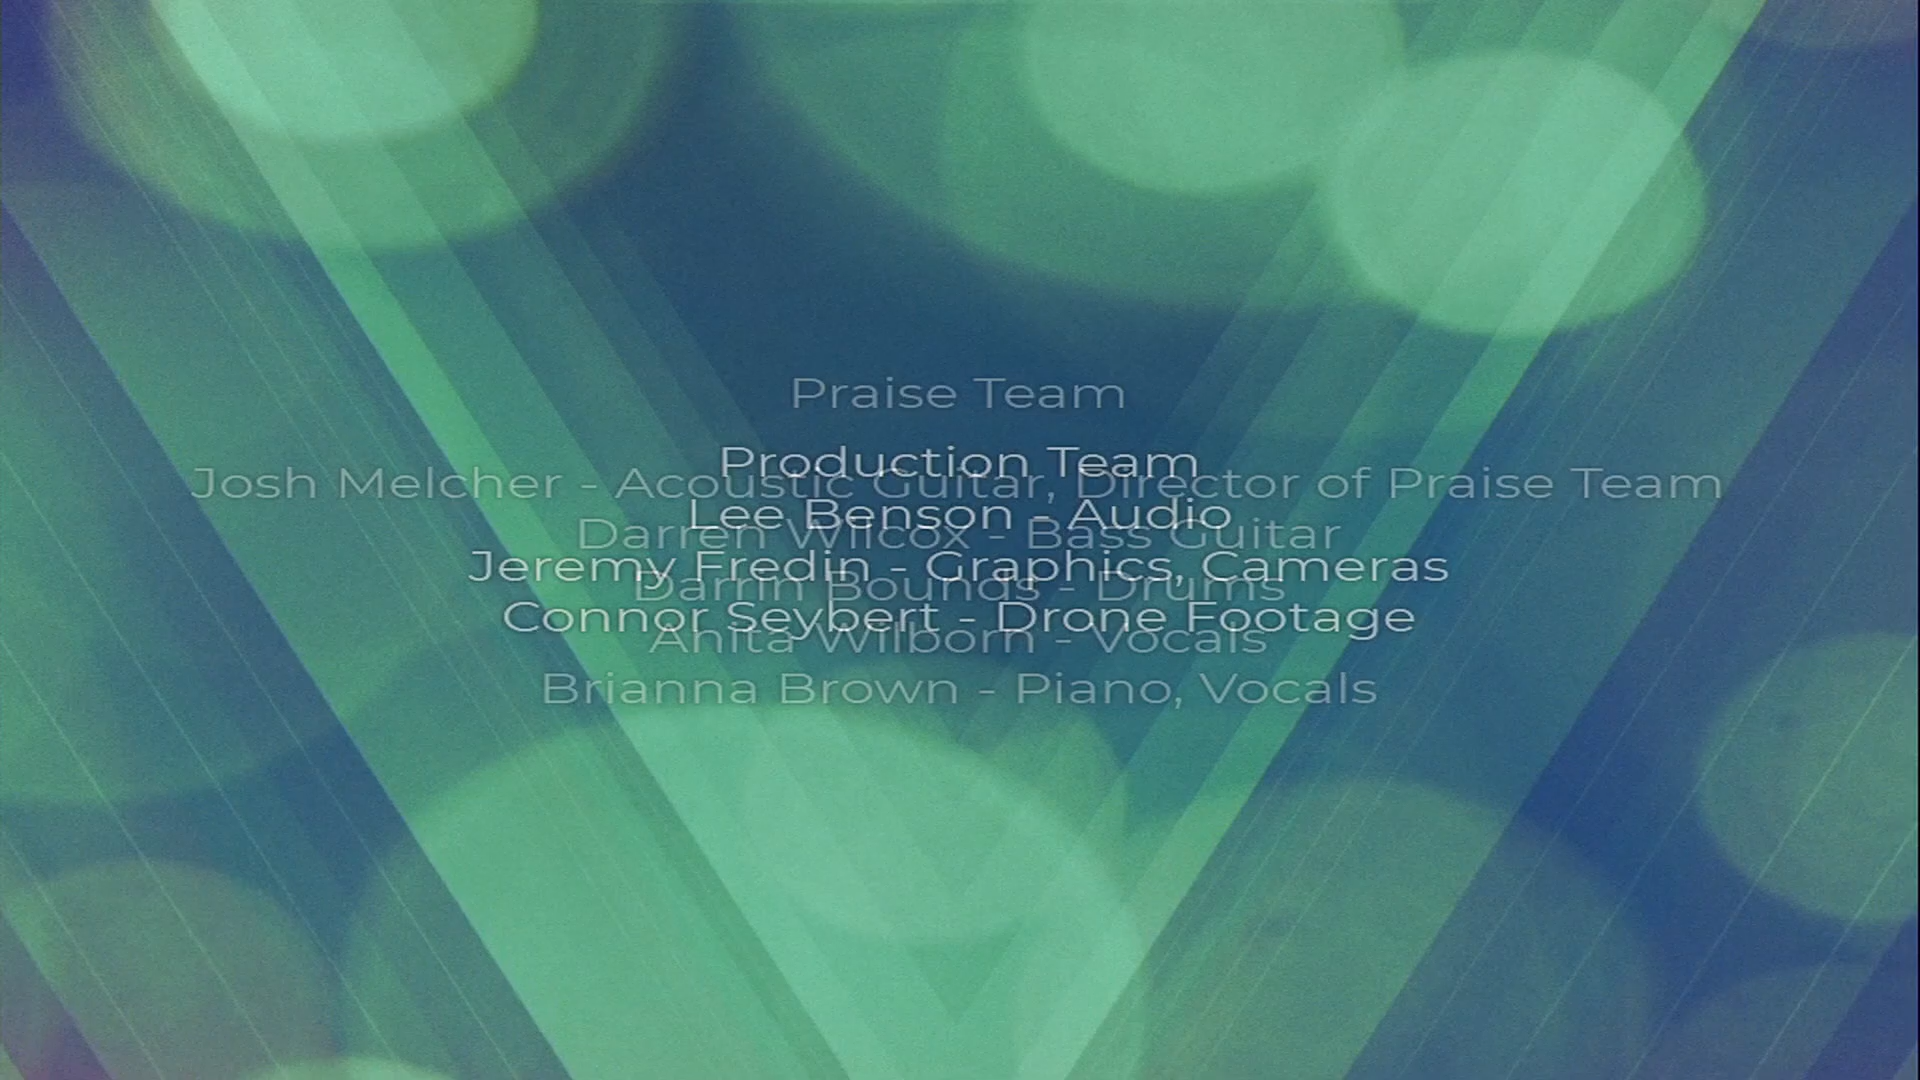 Praise Team
Production Team
Josh Melcher - Acoustic Guitar, Director of Praise Team
Lee Benson - Audio
Darren Wilcox - Bass Guitar
Jeremy Fredin - Graphics, Cameras
Darrin Bounds - Drums
Connor Seybert - Drone Footage
Anita Wilborn - Vocals
Brianna Brown - Piano, Vocals